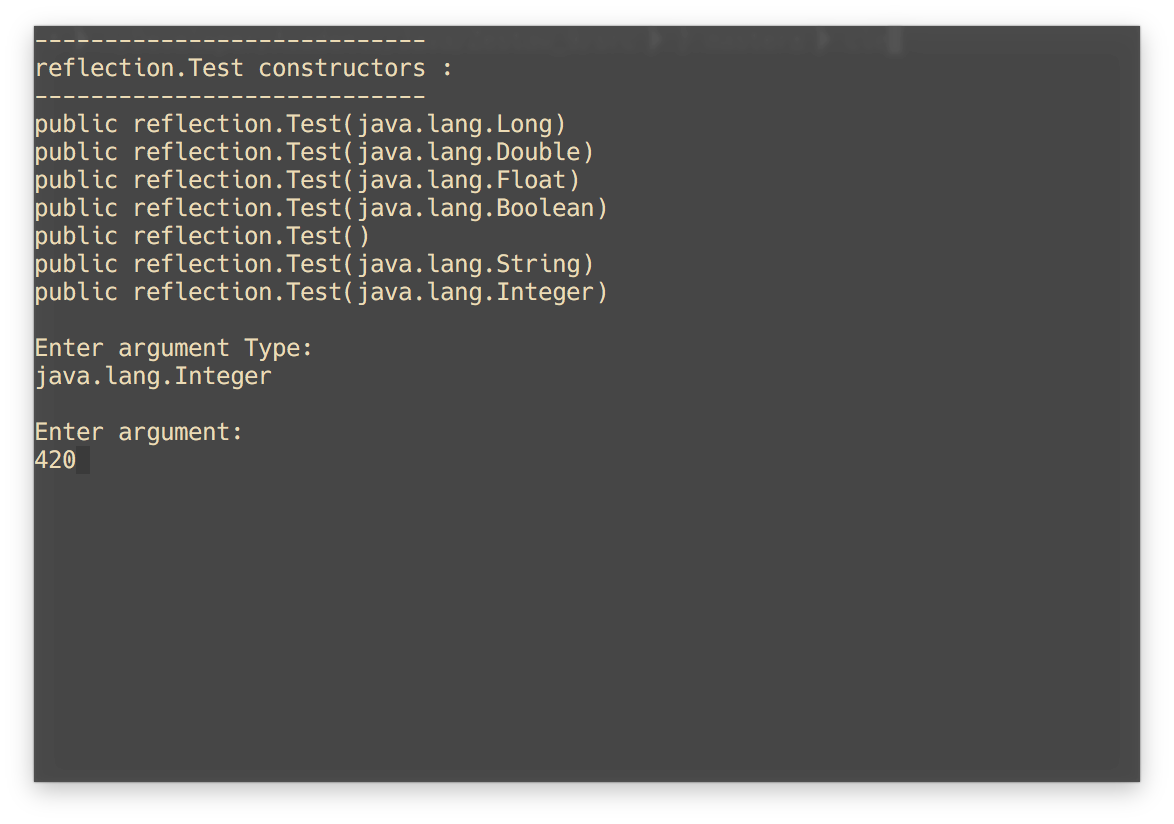 ----------------------------
reflection.Test constructors :
----------------------------
public reflection.Test(java.lang.Long)
public reflection.Test(java.lang.Double)
public reflection.Test(java.lang.Float)
public reflection.Test(java.lang.Boolean)
public reflection.Test()
public reflection.Test(java.lang.String)
public reflection.Test(java.lang.Integer)
Enter argument Type:
java.lang.Integer
Enter argument:
420